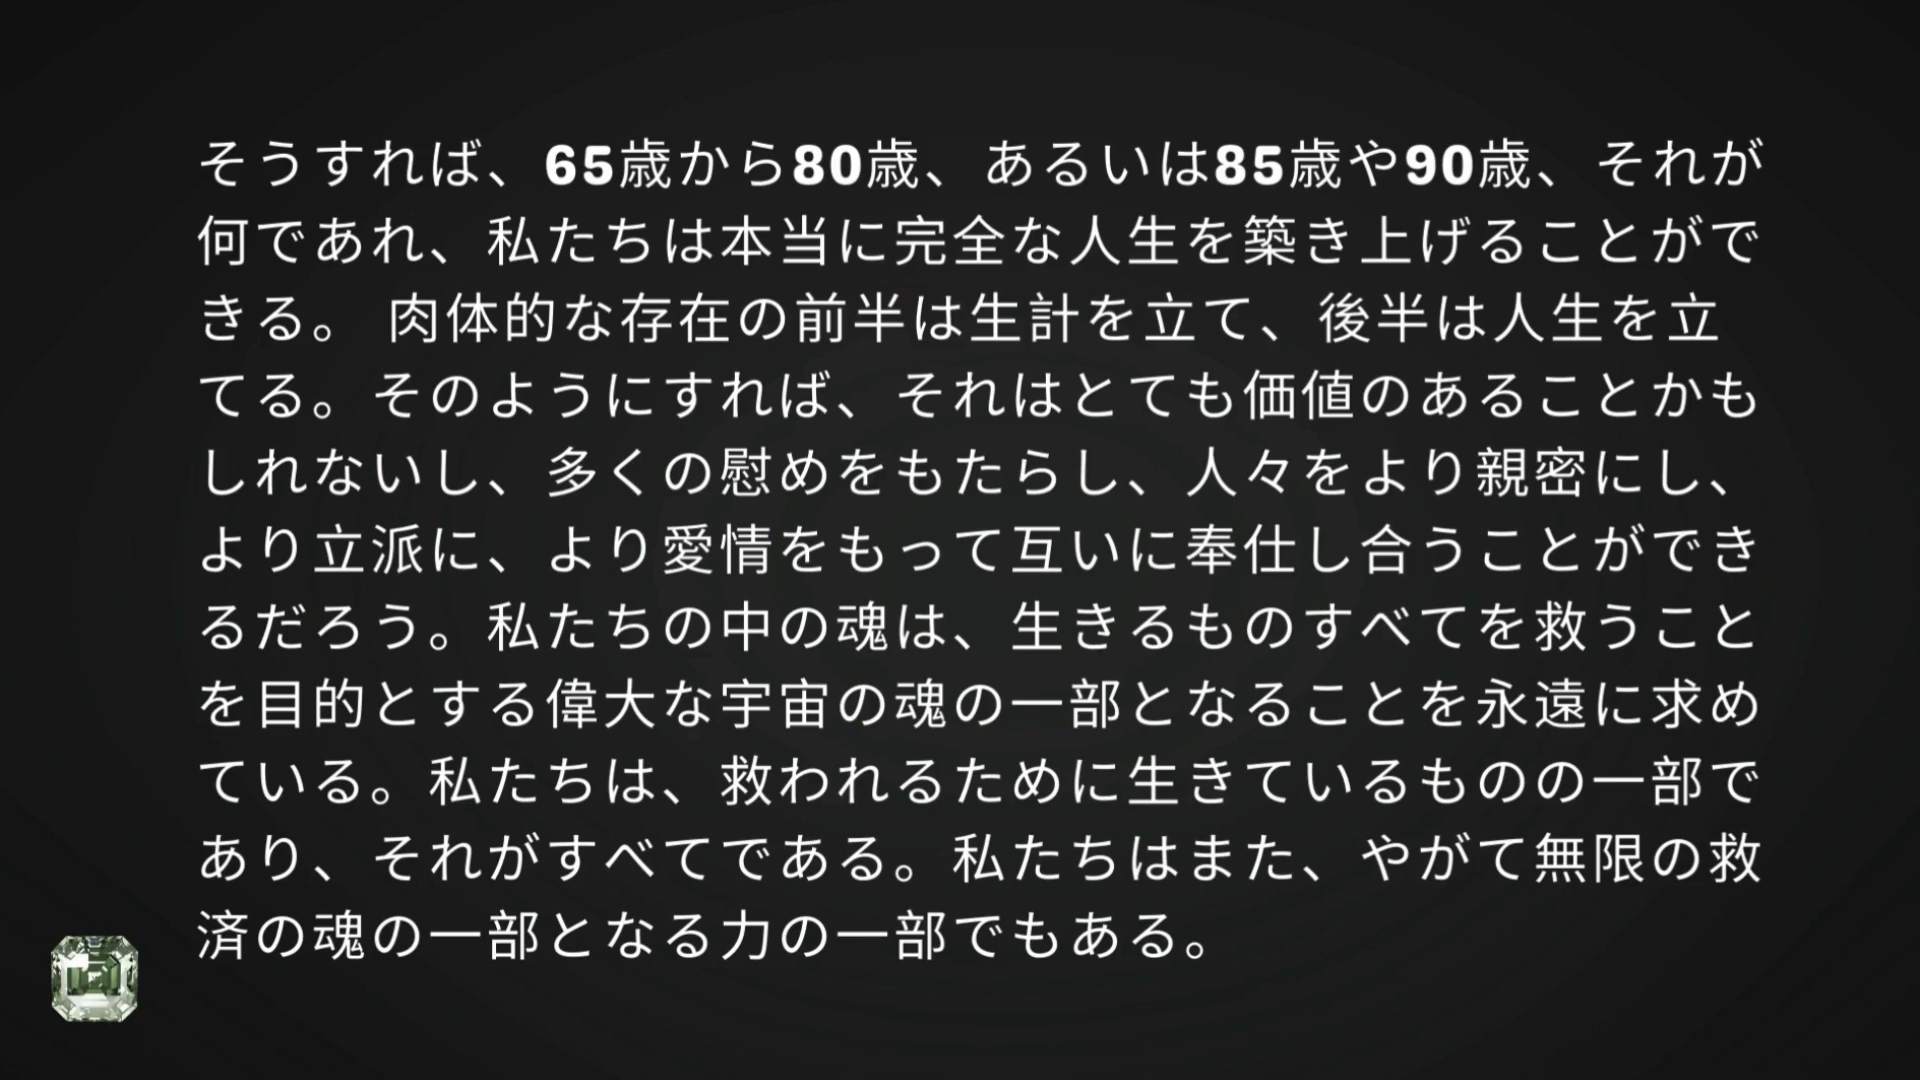 そうすれば、65歳から80歳、あるいは85歳や90歳、それが
何であれ、私たちは本当に完全な人生を築き上げることがで
きる。 肉体的な存在の前半は生計を立て、後半は人生を立
てる。そのようにすれば、それはとても価値のあることかも
しれないし、多くの慰めをもたらし、人々をより親密にし、
より立派に、より愛情をもって互いに奉仕し合うことができ
るだろう。私たちの中の魂は、生きるものすべてを救うこと
を目的とする偉大な宇宙の魂の一部となることを永遠に求め
ている。私たちは、救われるために生きているものの一部で
あり、それがすべてである。私たちはまた、やがて無限の救
済の魂の一部となる力の一部でもある。